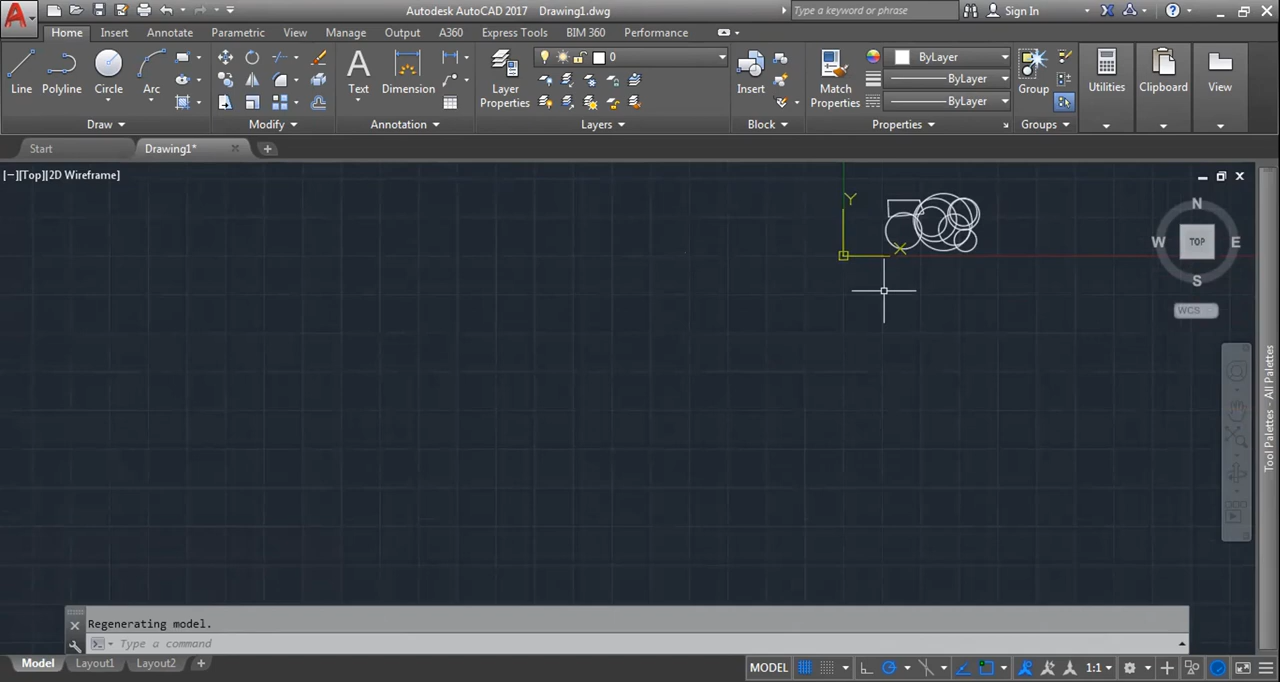 Autodesk AutoCAD 2017 Drawing1.dwg
Type a keyword or phrase
Sign In
Home Insert Annotate Parametric View Manage Output A360 Express Tools BIM 360 Performance
0
ByLayer
ByLayer
ByLayer
Line Polyline Circle Arc
Text Dimension
Layer Properties
Insert
Match Properties
Group
Utilities
Clipboard
View
Draw Modify Annotation Layers Block Properties Groups
Start Drawing1*
[−][Top][2D Wireframe]
Y
X
N
W TOP E
S
WCS
Tool Palettes - All Palettes
Regenerating model.
Type a command
Model Layout1 Layout2
MODEL 1:1